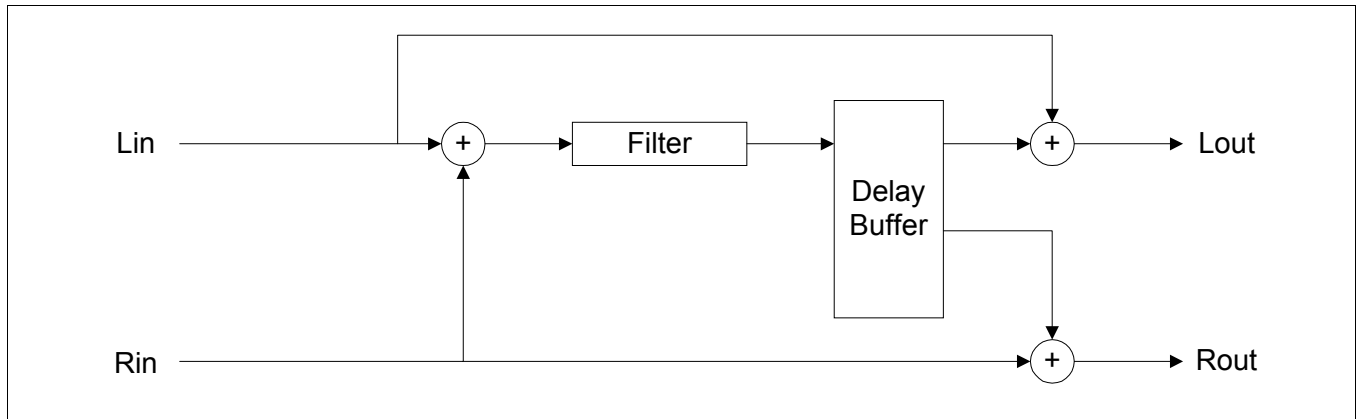 Lin
+
Filter
Delay
Buffer
+
Lout
Rin
+
Rout